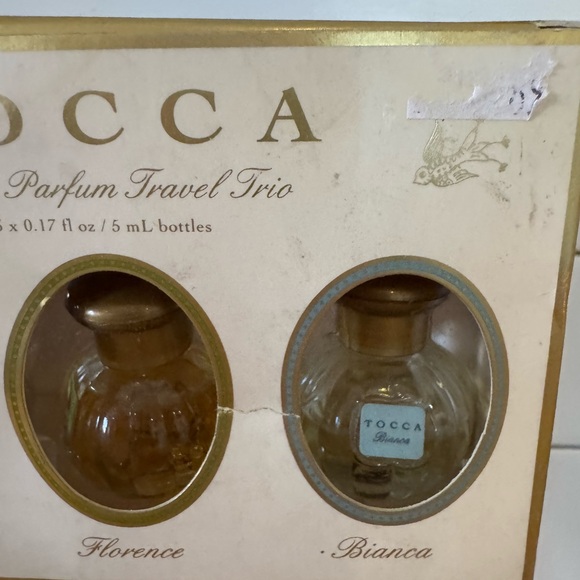 OCCA
Parfum Travel Trio
x 0.17 fl oz / 5 mL bottles
TOCCA
Bianca
Florence
· Bianca